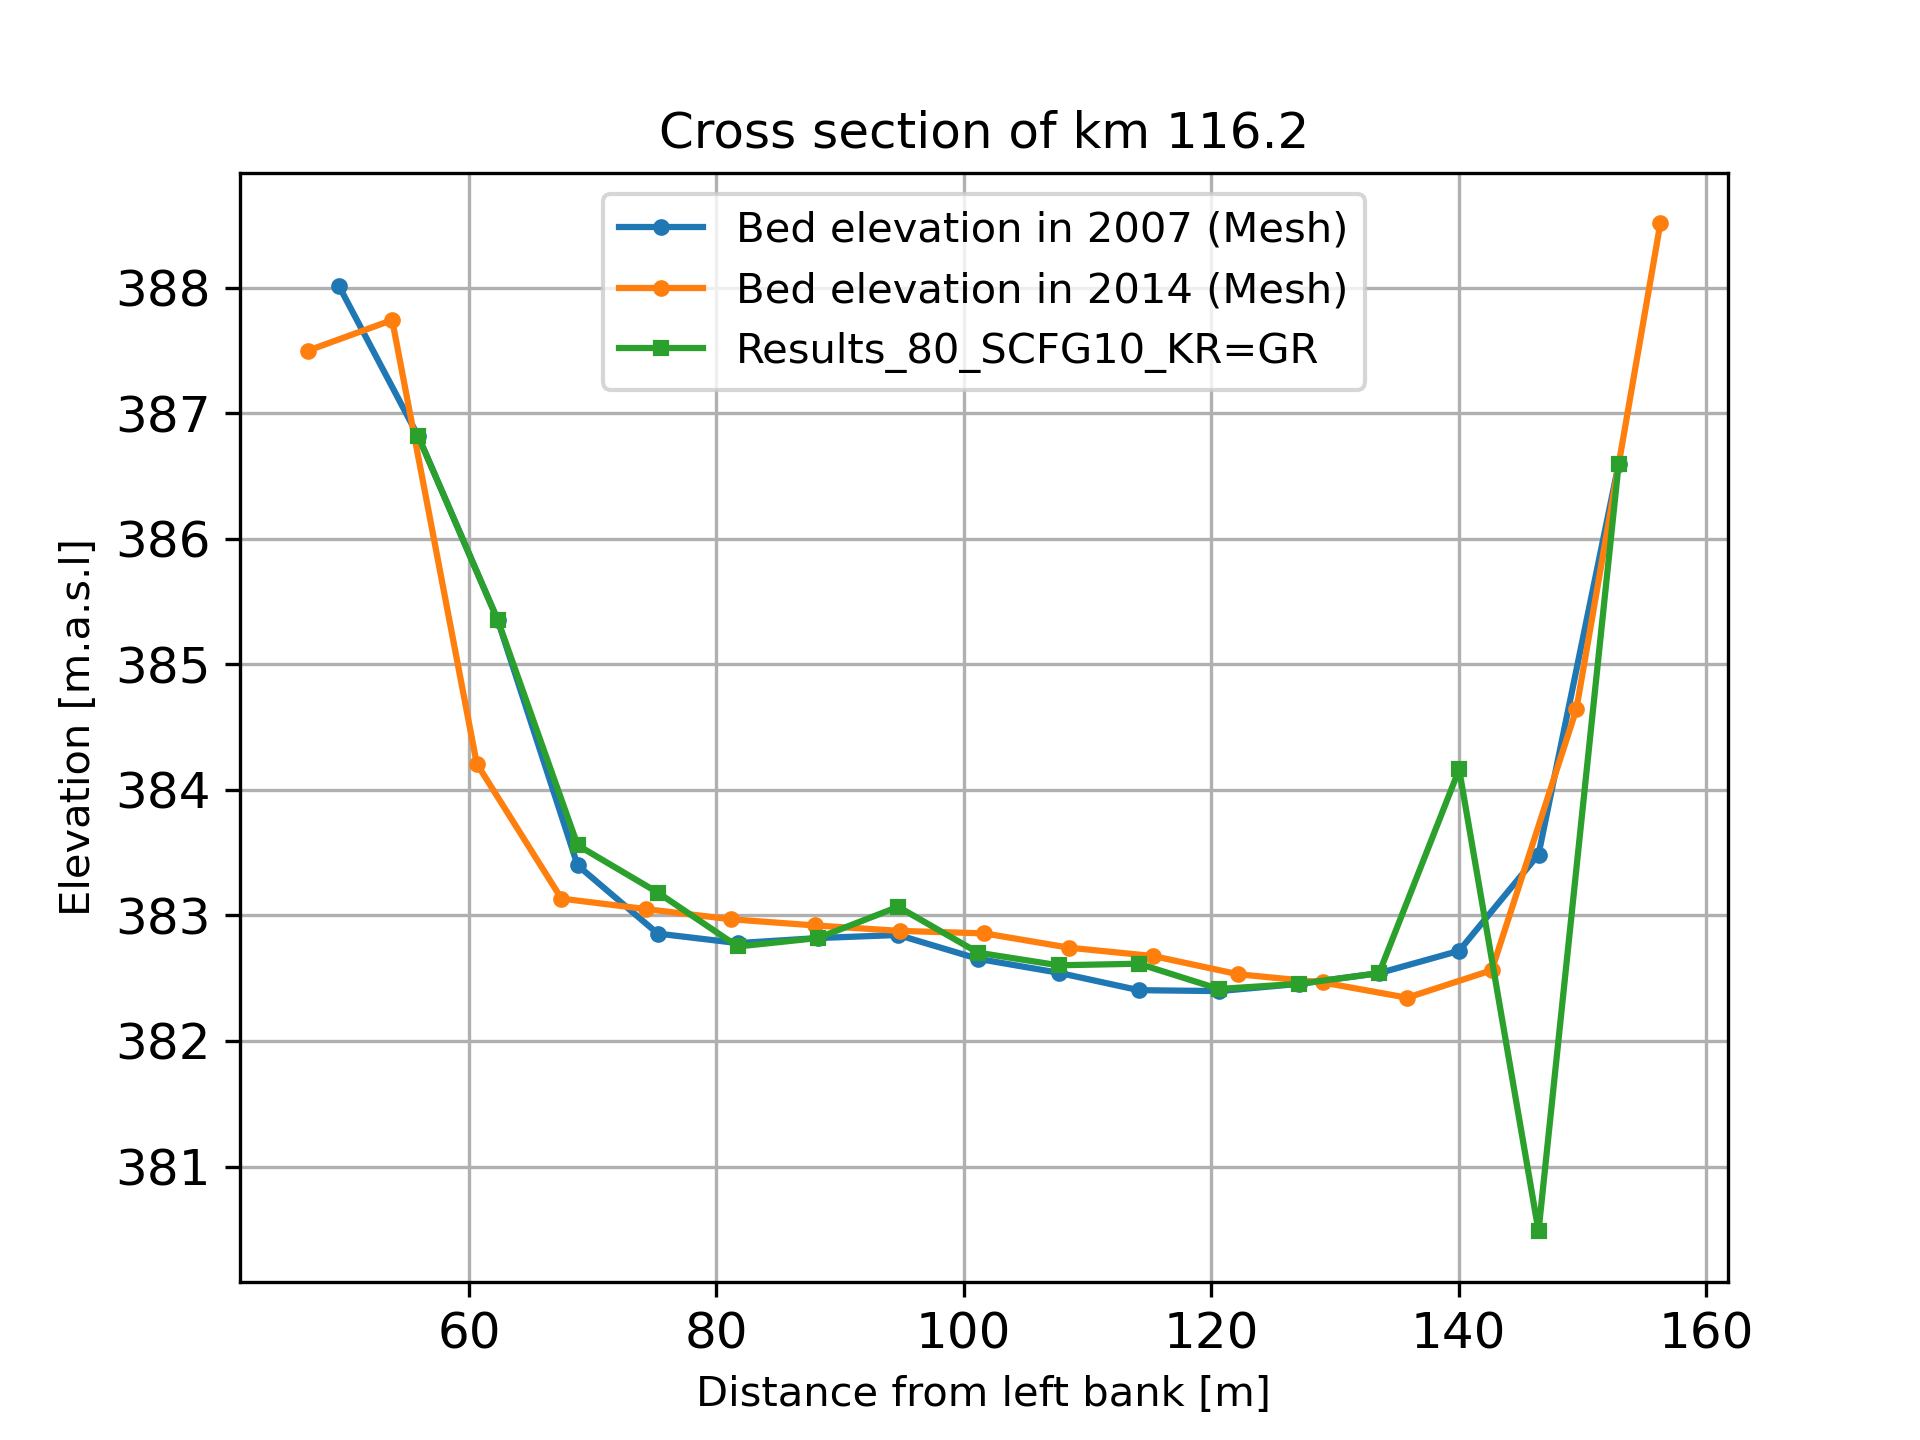 Cross section of km 116.2
Bed elevation in 2007 (Mesh)
Bed elevation in 2014 (Mesh)
Results_80_SCFG10_KR=GR
Elevation [m.a.s.l]
388
387
386
385
384
383
382
381
60 80 100 120 140 160
Distance from left bank [m]